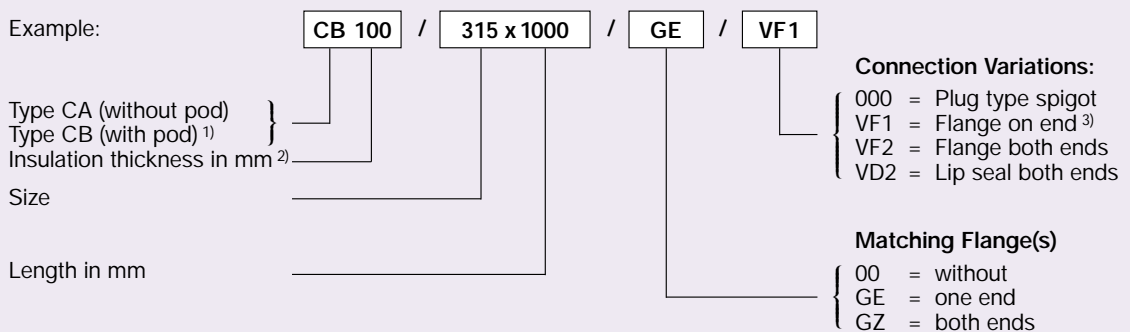 Example: CB 100 / 315 x 1000 / GE / VF1
Type CA (without pod)
Type CB (with pod) 1)
Insulation thickness in mm 2)
Size
Length in mm
Connection Variations:
000 = Plug type spigot
VF1 = Flange on end 3)
VF2 = Flange both ends
VD2 = Lip seal both ends
Matching Flange(s)
00 = without
GE = one end
GZ = both ends